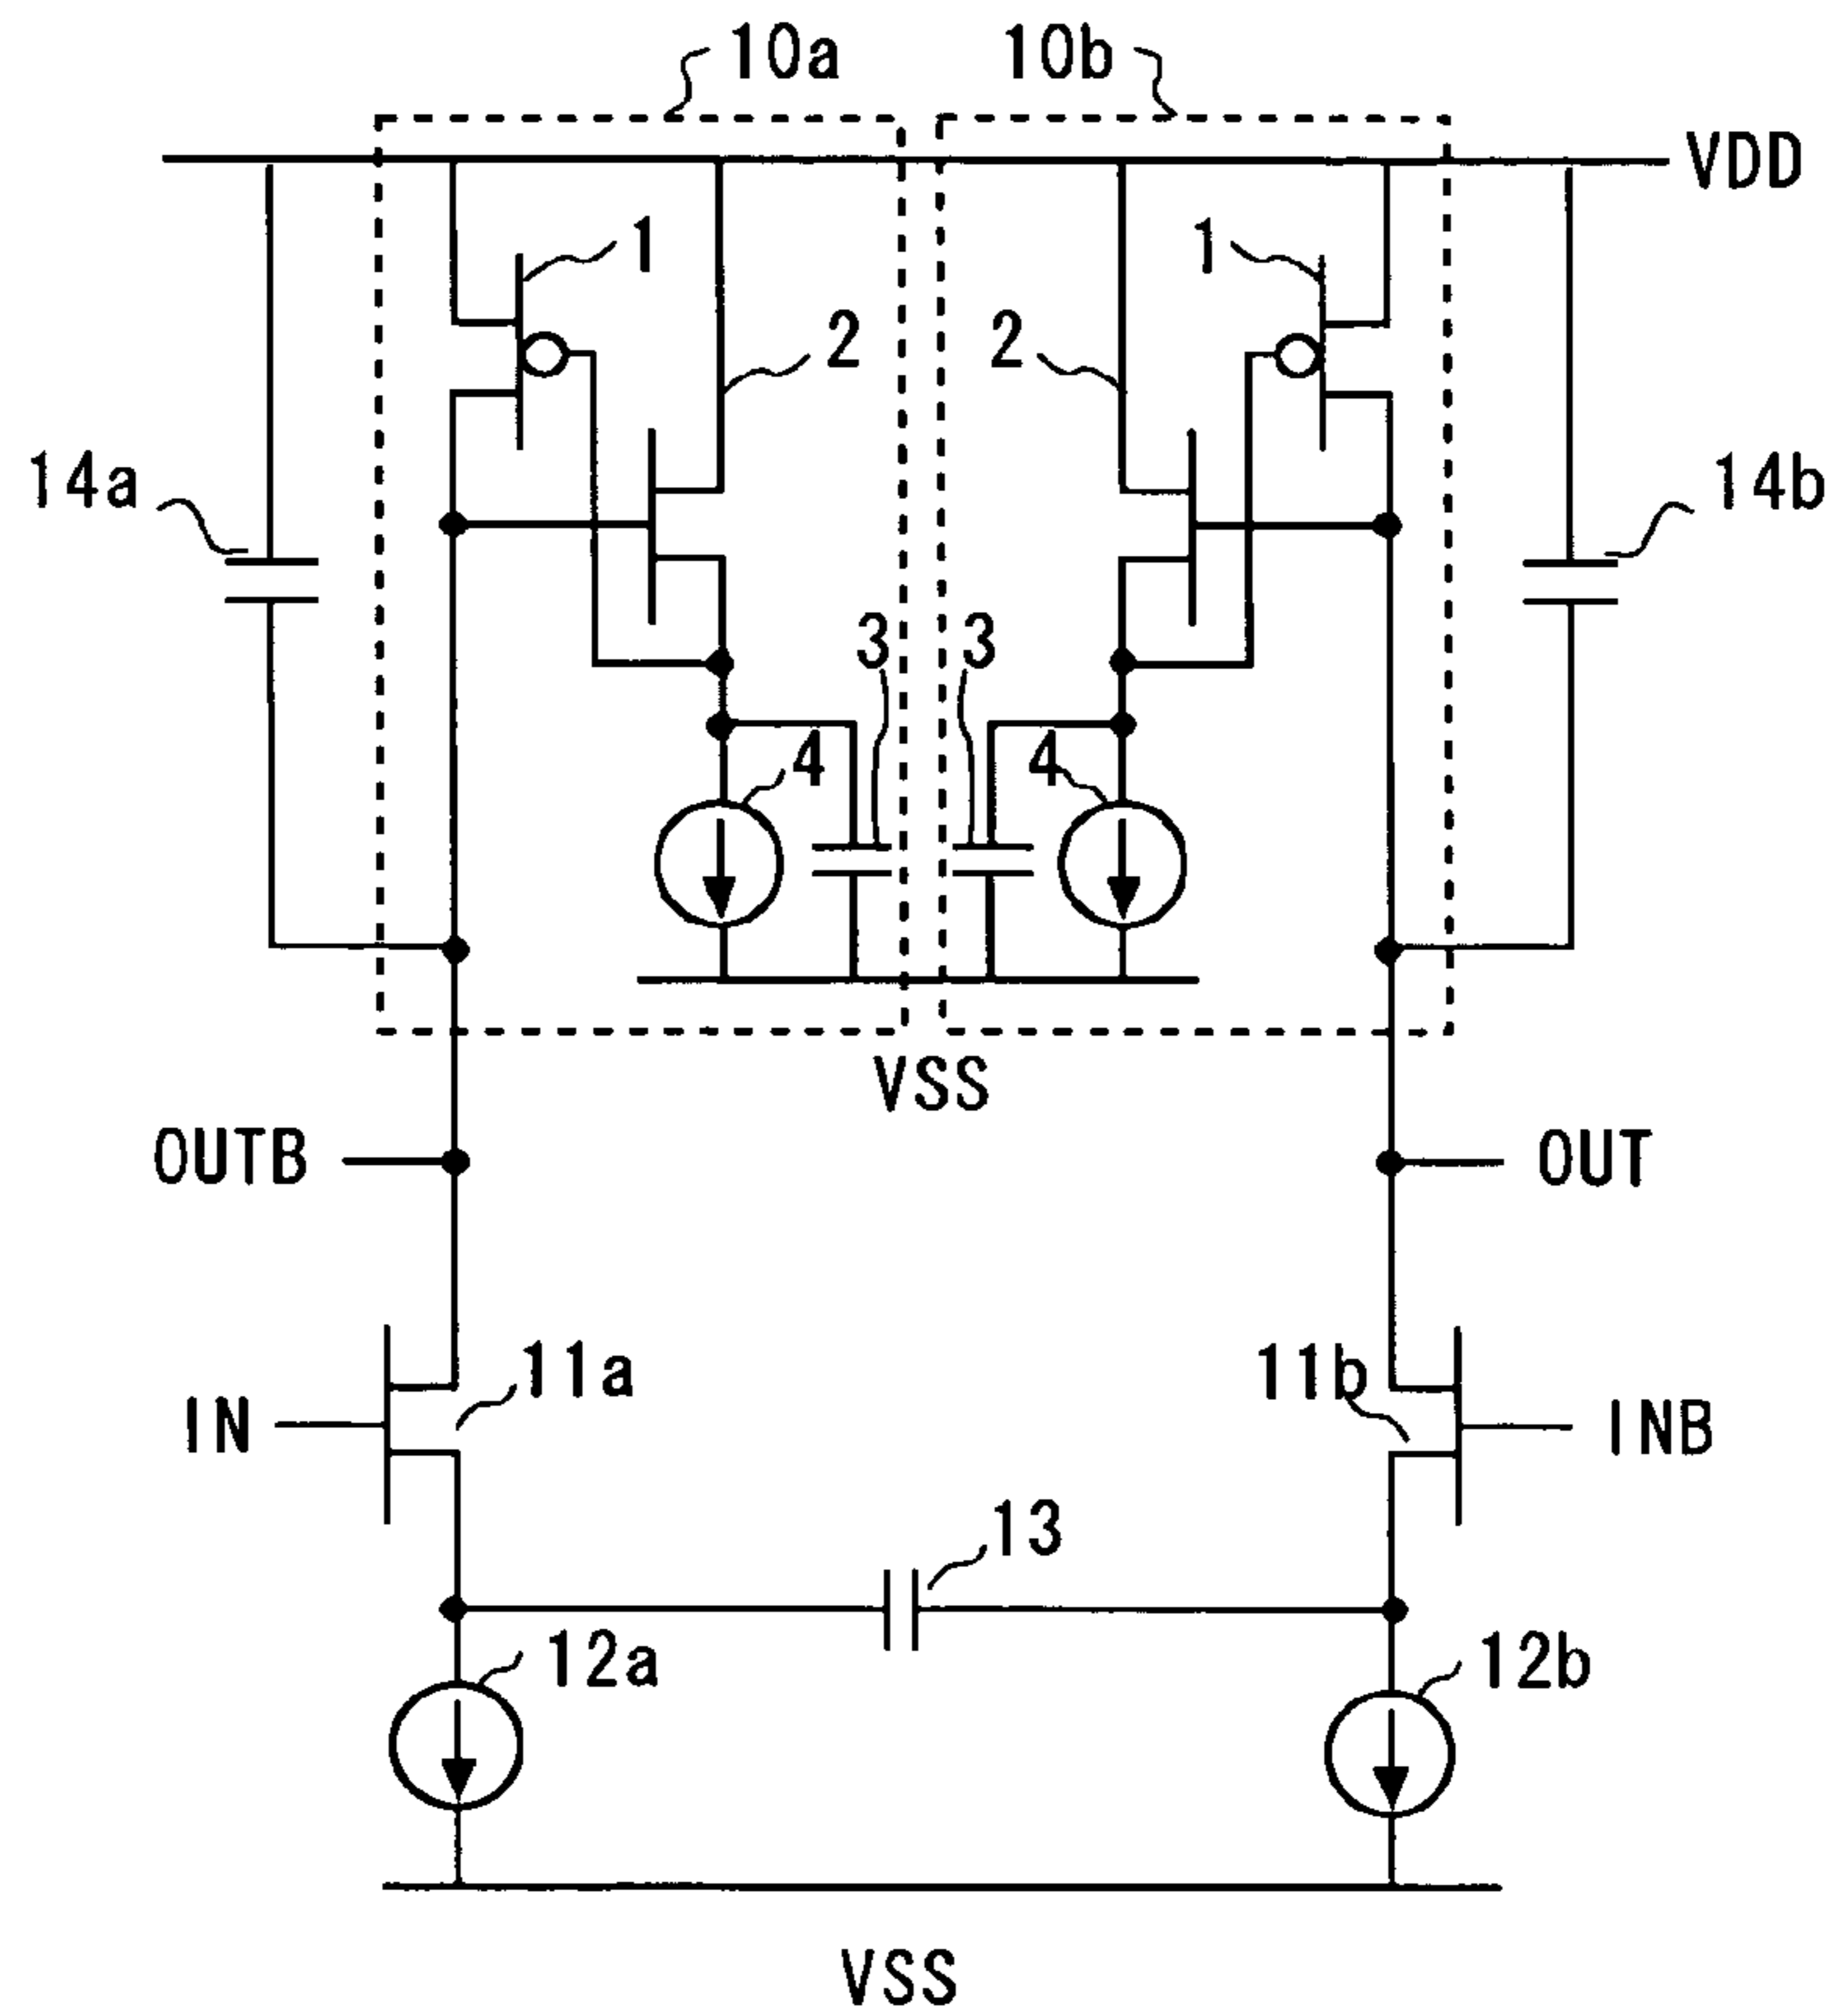 10a 10b
VDD
1 1
2 2
14a 14b
3 3
4 4
VSS
OUTB OUT
11a 11b
IN INB
13
12a 12b
VSS